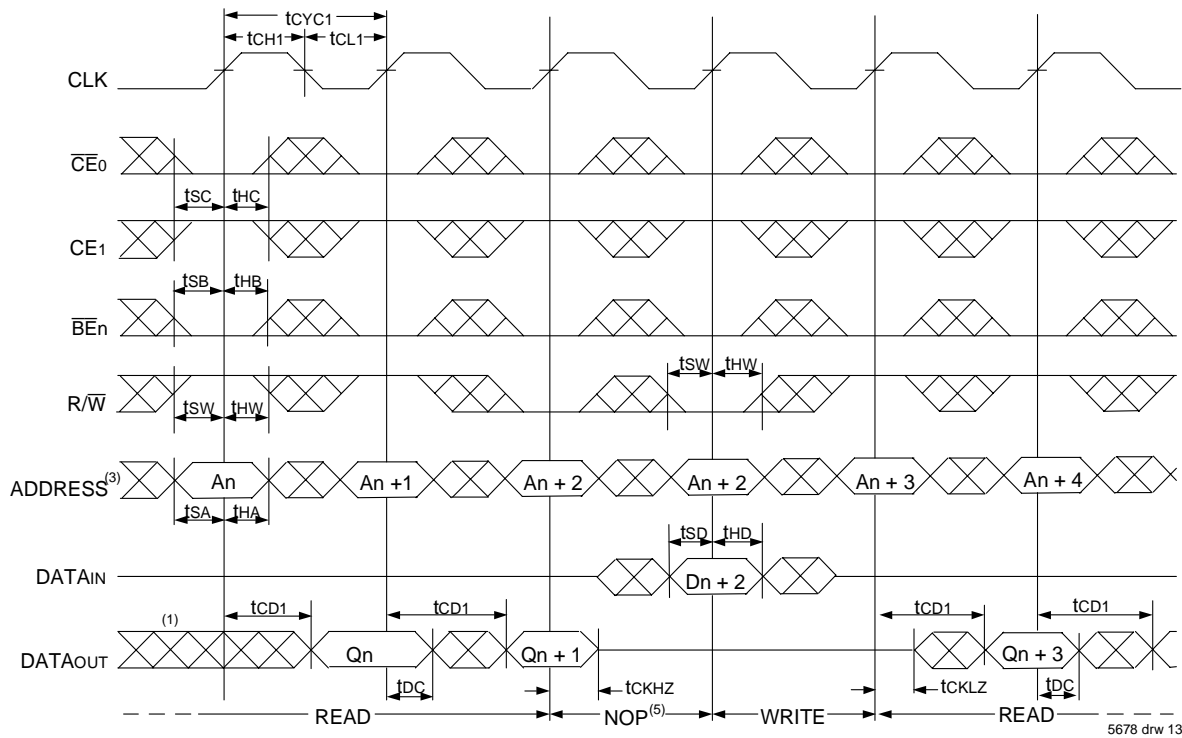 tCYC1
tCH1 tCL1
CLK
CE0
tSC tHC
CE1
tSB tHB
BEn
tSW tHW
R/W
tSW tHW
ADDRESS(3) An An +1 An + 2 An + 2 An + 3 An + 4
tSA tHA
tSD tHD
DATAIN Dn + 2
(1) tCD1 tCD1 tCD1 tCD1
DATAOUT Qn Qn + 1 Qn + 3
tDC tCKHZ tCKLZ tDC
READ NOP(5) WRITE READ
5678 drw 13